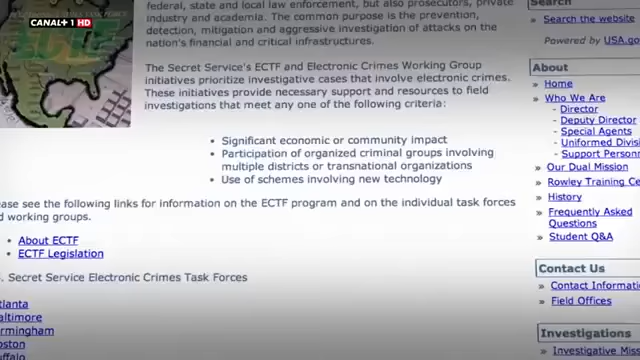 CANAL+ 1 HD
ECTF
federal, state and local law enforcement, but also prosecutors, private
industry and academia. The common purpose is the prevention,
detection, mitigation and aggressive investigation of attacks on the
nation's financial and critical infrastructures.
The Secret Service's ECTF and Electronic Crimes Working Group
initiatives prioritize investigative cases that involve electronic crimes.
These initiatives provide necessary support and resources to field
investigations that meet any one of the following criteria:
• Significant economic or community impact
• Participation of organized criminal groups involving
multiple districts or transnational organizations
• Use of schemes involving new technology
ease see the following links for information on the ECTF program and on the individual task forces
d working groups.
• About ECTF
• ECTF Legislation
. Secret Service Electronic Crimes Task Forces
tlanta
altimore
rmingham
oston
uffalo
Search
» Search the website
Powered by USA.go
About
» Home
» Who We Are
- Director
- Deputy Director
- Special Agents
- Uniformed Divisi
- Support Personn
» Our Dual Mission
» Rowley Training Ce
» History
» Frequently Asked
Questions
» Student Q&A
Contact Us
» Contact Informati
» Field Offices
Investigations
» Investigative Miss